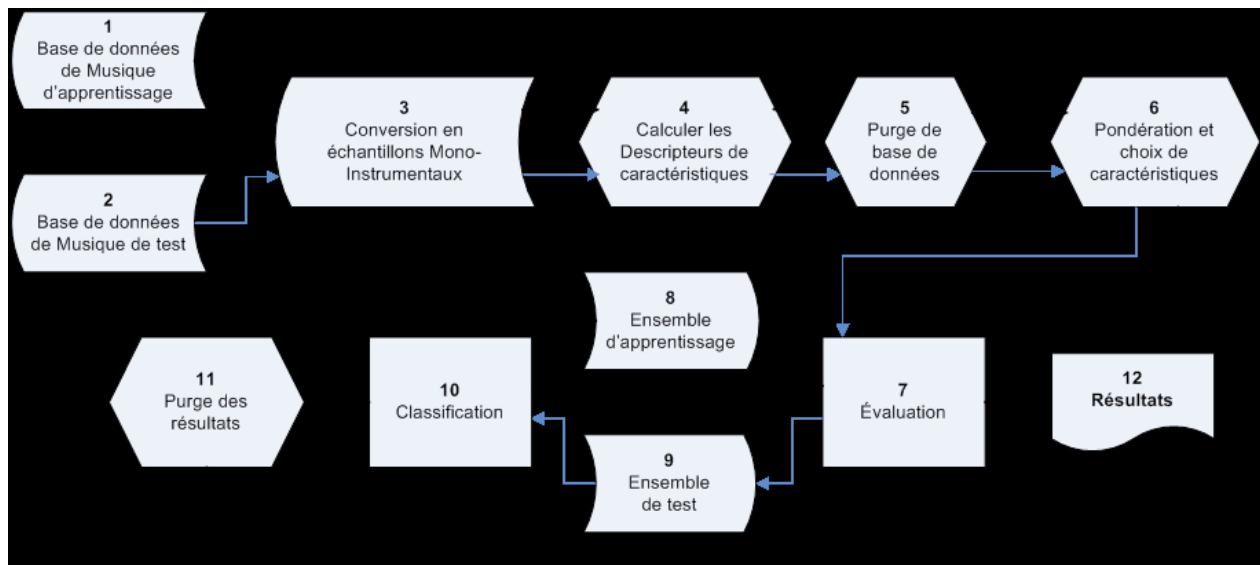 1
Base de données
de Musique
d'apprentissage
2
Base de données
de Musique de test
3
Conversion en
échantillons Mono-
Instrumentaux
4
Calculer les
Descripteurs de
caractéristiques
5
Purge de
base de
données
6
Pondération et
choix de
caractéristiques
7
Évaluation
8
Ensemble
d'apprentissage
9
Ensemble
de test
10
Classification
11
Purge des
résultats
12
Résultats